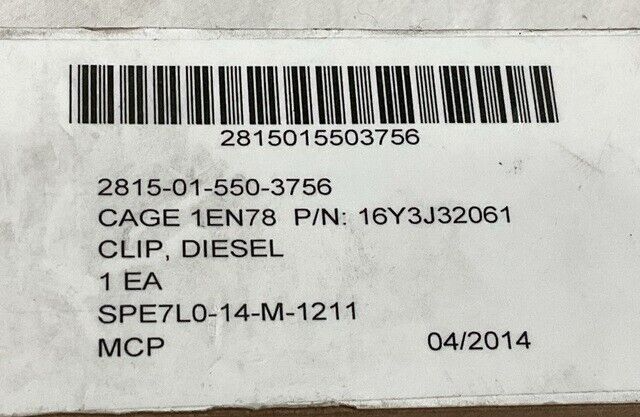 2815015503756
2815-01-550-3756
CAGE 1EN78 P/N: 16Y3J32061
CLIP, DIESEL
1 EA
SPE7L0-14-M-1211
MCP 04/2014